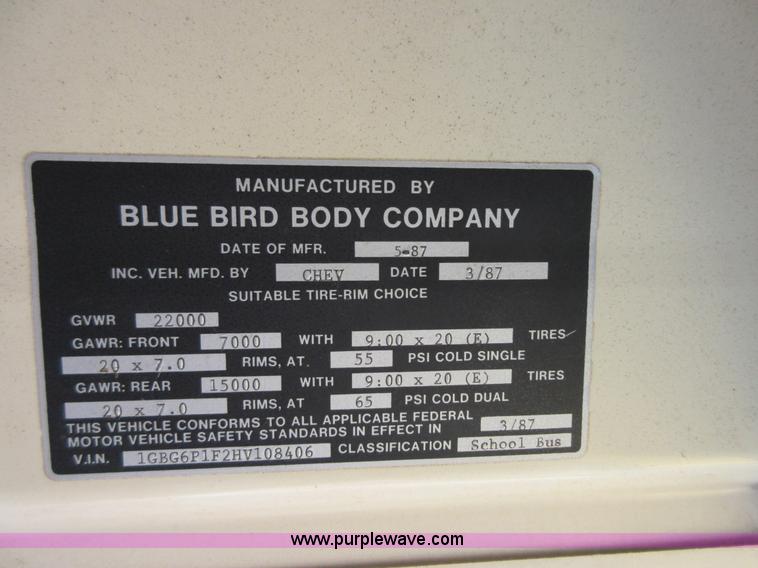 MANUFACTURED BY
BLUE BIRD BODY COMPANY
DATE OF MFR. 5-87
INC. VEH. MFD. BY CHEV DATE 3/87
SUITABLE TIRE-RIM CHOICE
GVWR 22000
GAWR: FRONT 7000 WITH 9:00 x 20 (E) TIRES
20 x 7.0 RIMS, AT. 55 PSI COLD SINGLE
GAWR: REAR 15000 WITH 9:00 x 20 (E) TIRES
20 x 7.0 RIMS, AT 65 PSI COLD DUAL
THIS VEHICLE CONFORMS TO ALL APPLICABLE FEDERAL
MOTOR VEHICLE SAFETY STANDARDS IN EFFECT IN 3/87
V.I.N. 1GBG6P1F2HV108406 CLASSIFICATION School Bus
www.purplewave.com